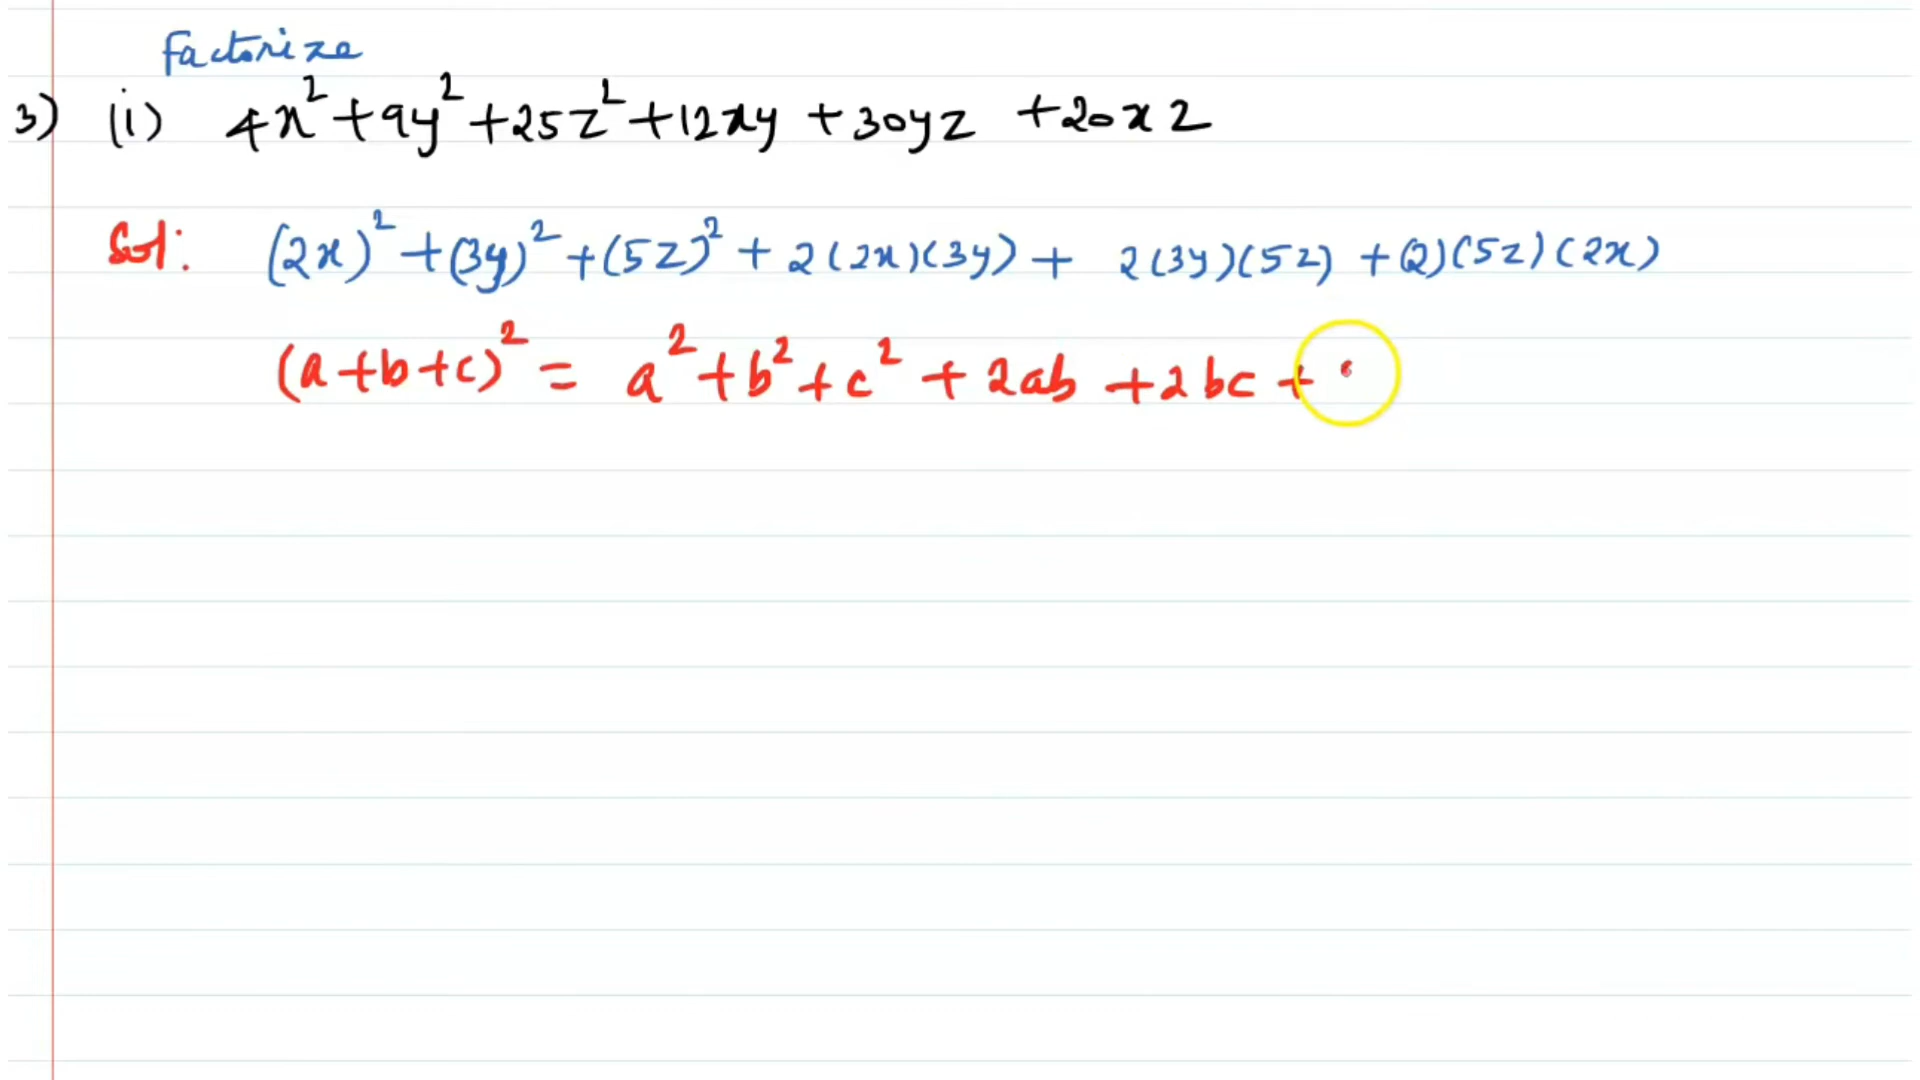 Factorize
3) (i) 4x² + 9y² + 25z² + 12xy + 30yz + 20xz
Sol: (2x)² + (3y)² + (5z)² + 2(2x)(3y) + 2(3y)(5z) + (2)(5z)(2x)
(a+b+c)² = a² + b² + c² + 2ab + 2bc +